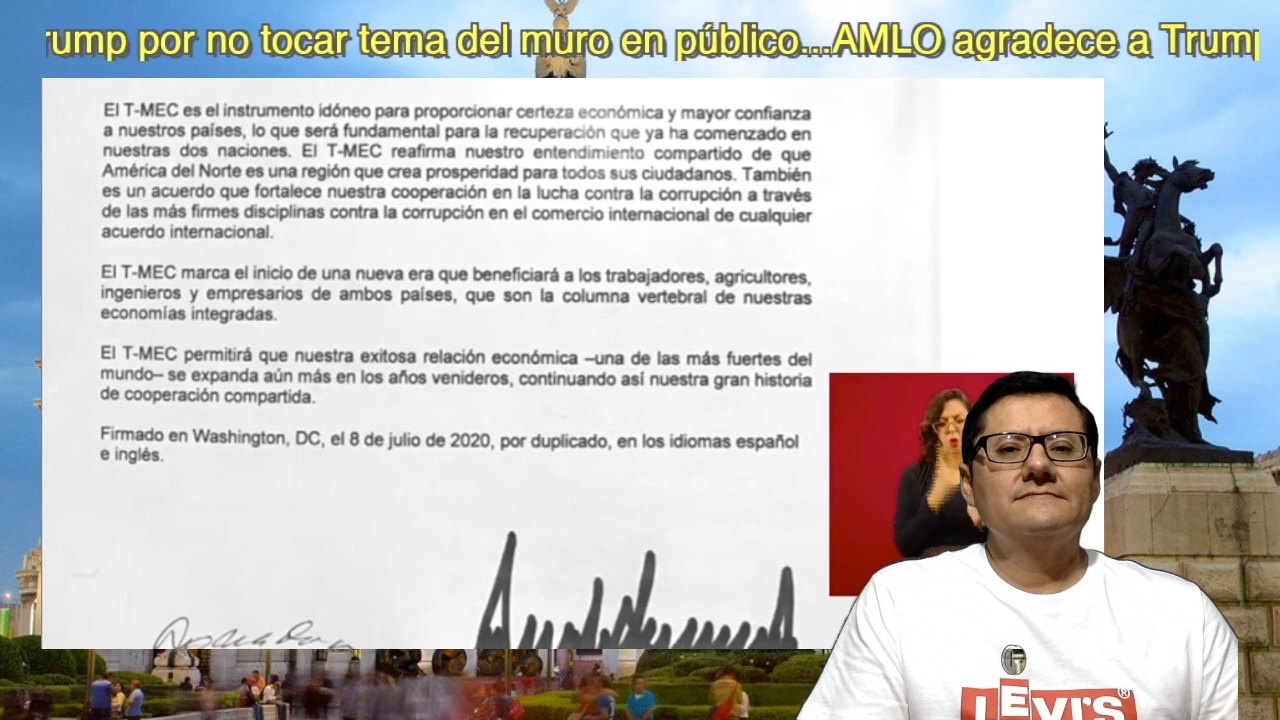 rump por no tocar tema del muro en público...AMLO agradece a Trump
El T-MEC es el instrumento idóneo para proporcionar certeza económica y mayor confianza
a nuestros países, lo que será fundamental para la recuperación que ya ha comenzado en
nuestras dos naciones. El T-MEC reafirma nuestro entendimiento compartido de que
América del Norte es una región que crea prosperidad para todos sus ciudadanos. También
es un acuerdo que fortalece nuestra cooperación en la lucha contra la corrupción a través
de las más firmes disciplinas contra la corrupción en el comercio internacional de cualquier
acuerdo internacional.
El T-MEC marca el inicio de una nueva era que beneficiará a los trabajadores, agricultores,
ingenieros y empresarios de ambos países, que son la columna vertebral de nuestras
economías integradas.
El T-MEC permitirá que nuestra exitosa relación económica –una de las más fuertes del
mundo– se expanda aún más en los años venideros, continuando así nuestra gran historia
de cooperación compartida.
Firmado en Washington, DC, el 8 de julio de 2020, por duplicado, en los idiomas español
e inglés.
LEVI'S®